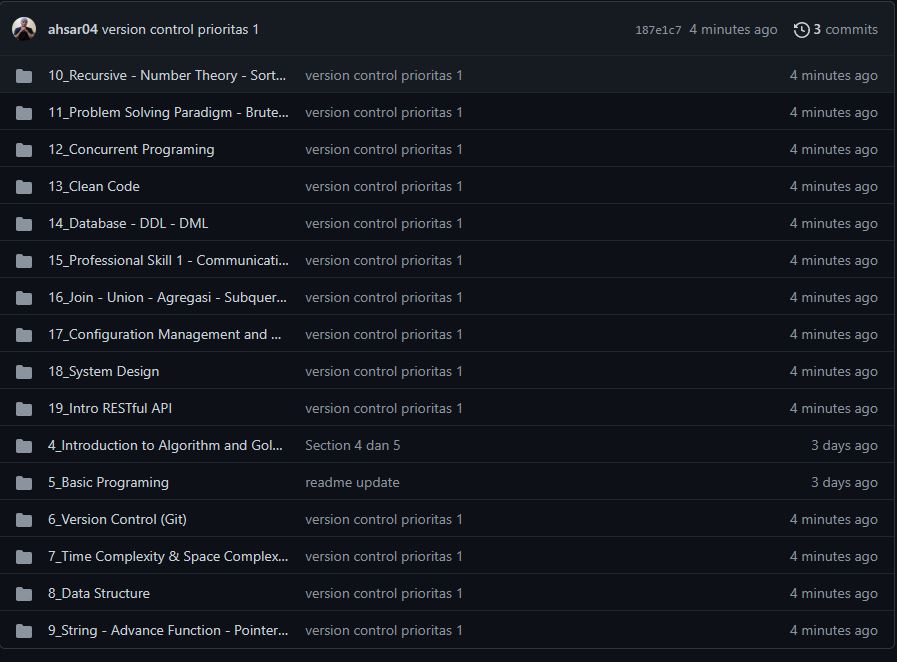 ahsar04 version control prioritas 1 187e1c7 4 minutes ago 3 commits
10_Recursive - Number Theory - Sort... version control prioritas 1 4 minutes ago
11_Problem Solving Paradigm - Brute... version control prioritas 1 4 minutes ago
12_Concurrent Programing version control prioritas 1 4 minutes ago
13_Clean Code version control prioritas 1 4 minutes ago
14_Database - DDL - DML version control prioritas 1 4 minutes ago
15_Professional Skill 1 - Communicati... version control prioritas 1 4 minutes ago
16_Join - Union - Agregasi - Subquer... version control prioritas 1 4 minutes ago
17_Configuration Management and ... version control prioritas 1 4 minutes ago
18_System Design version control prioritas 1 4 minutes ago
19_Intro RESTful API version control prioritas 1 4 minutes ago
4_Introduction to Algorithm and Gol... Section 4 dan 5 3 days ago
5_Basic Programing readme update 3 days ago
6_Version Control (Git) version control prioritas 1 4 minutes ago
7_Time Complexity & Space Complex... version control prioritas 1 4 minutes ago
8_Data Structure version control prioritas 1 4 minutes ago
9_String - Advance Function - Pointer... version control prioritas 1 4 minutes ago